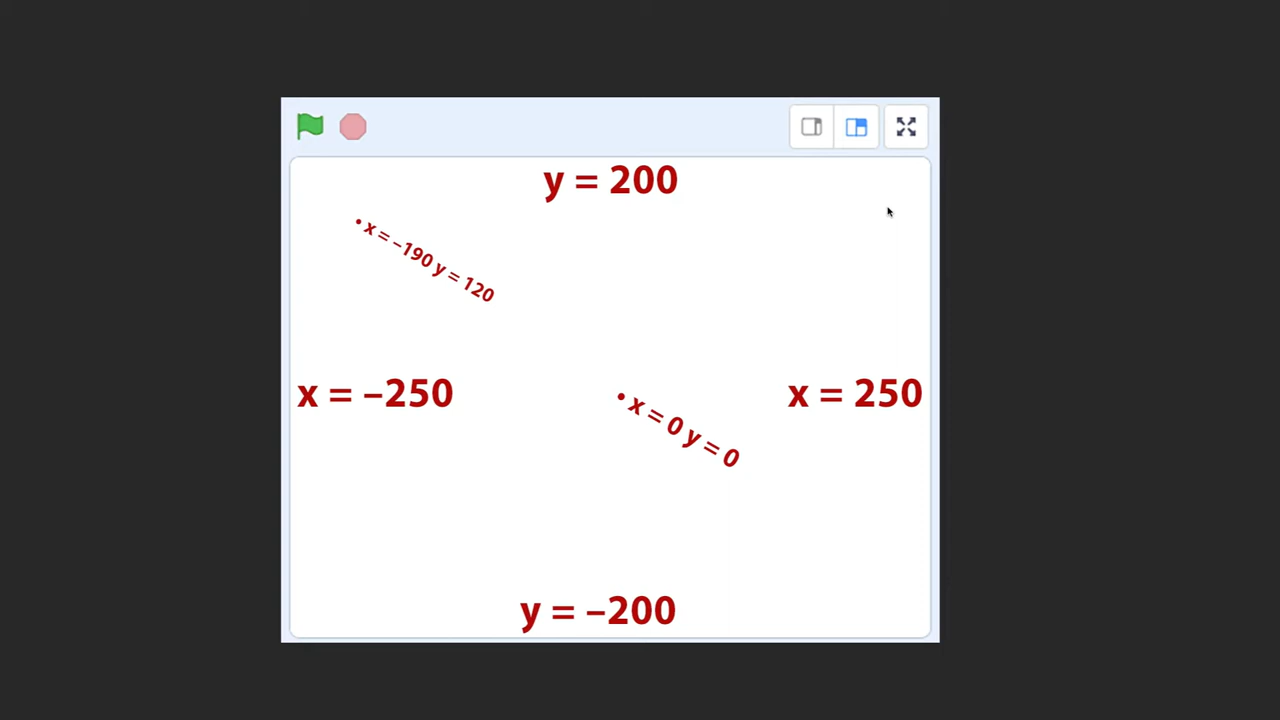 y = 200
• x = –190 y = 120
x = –250
x = 250
• x = 0 y = 0
y = –200